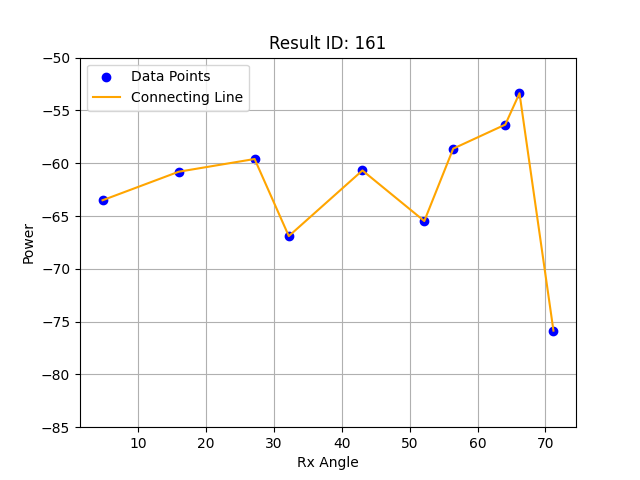 Result ID: 161
Data Points
Connecting Line
Power
−50
−55
−60
−65
−70
−75
−80
−85
10 20 30 40 50 60 70
Rx Angle